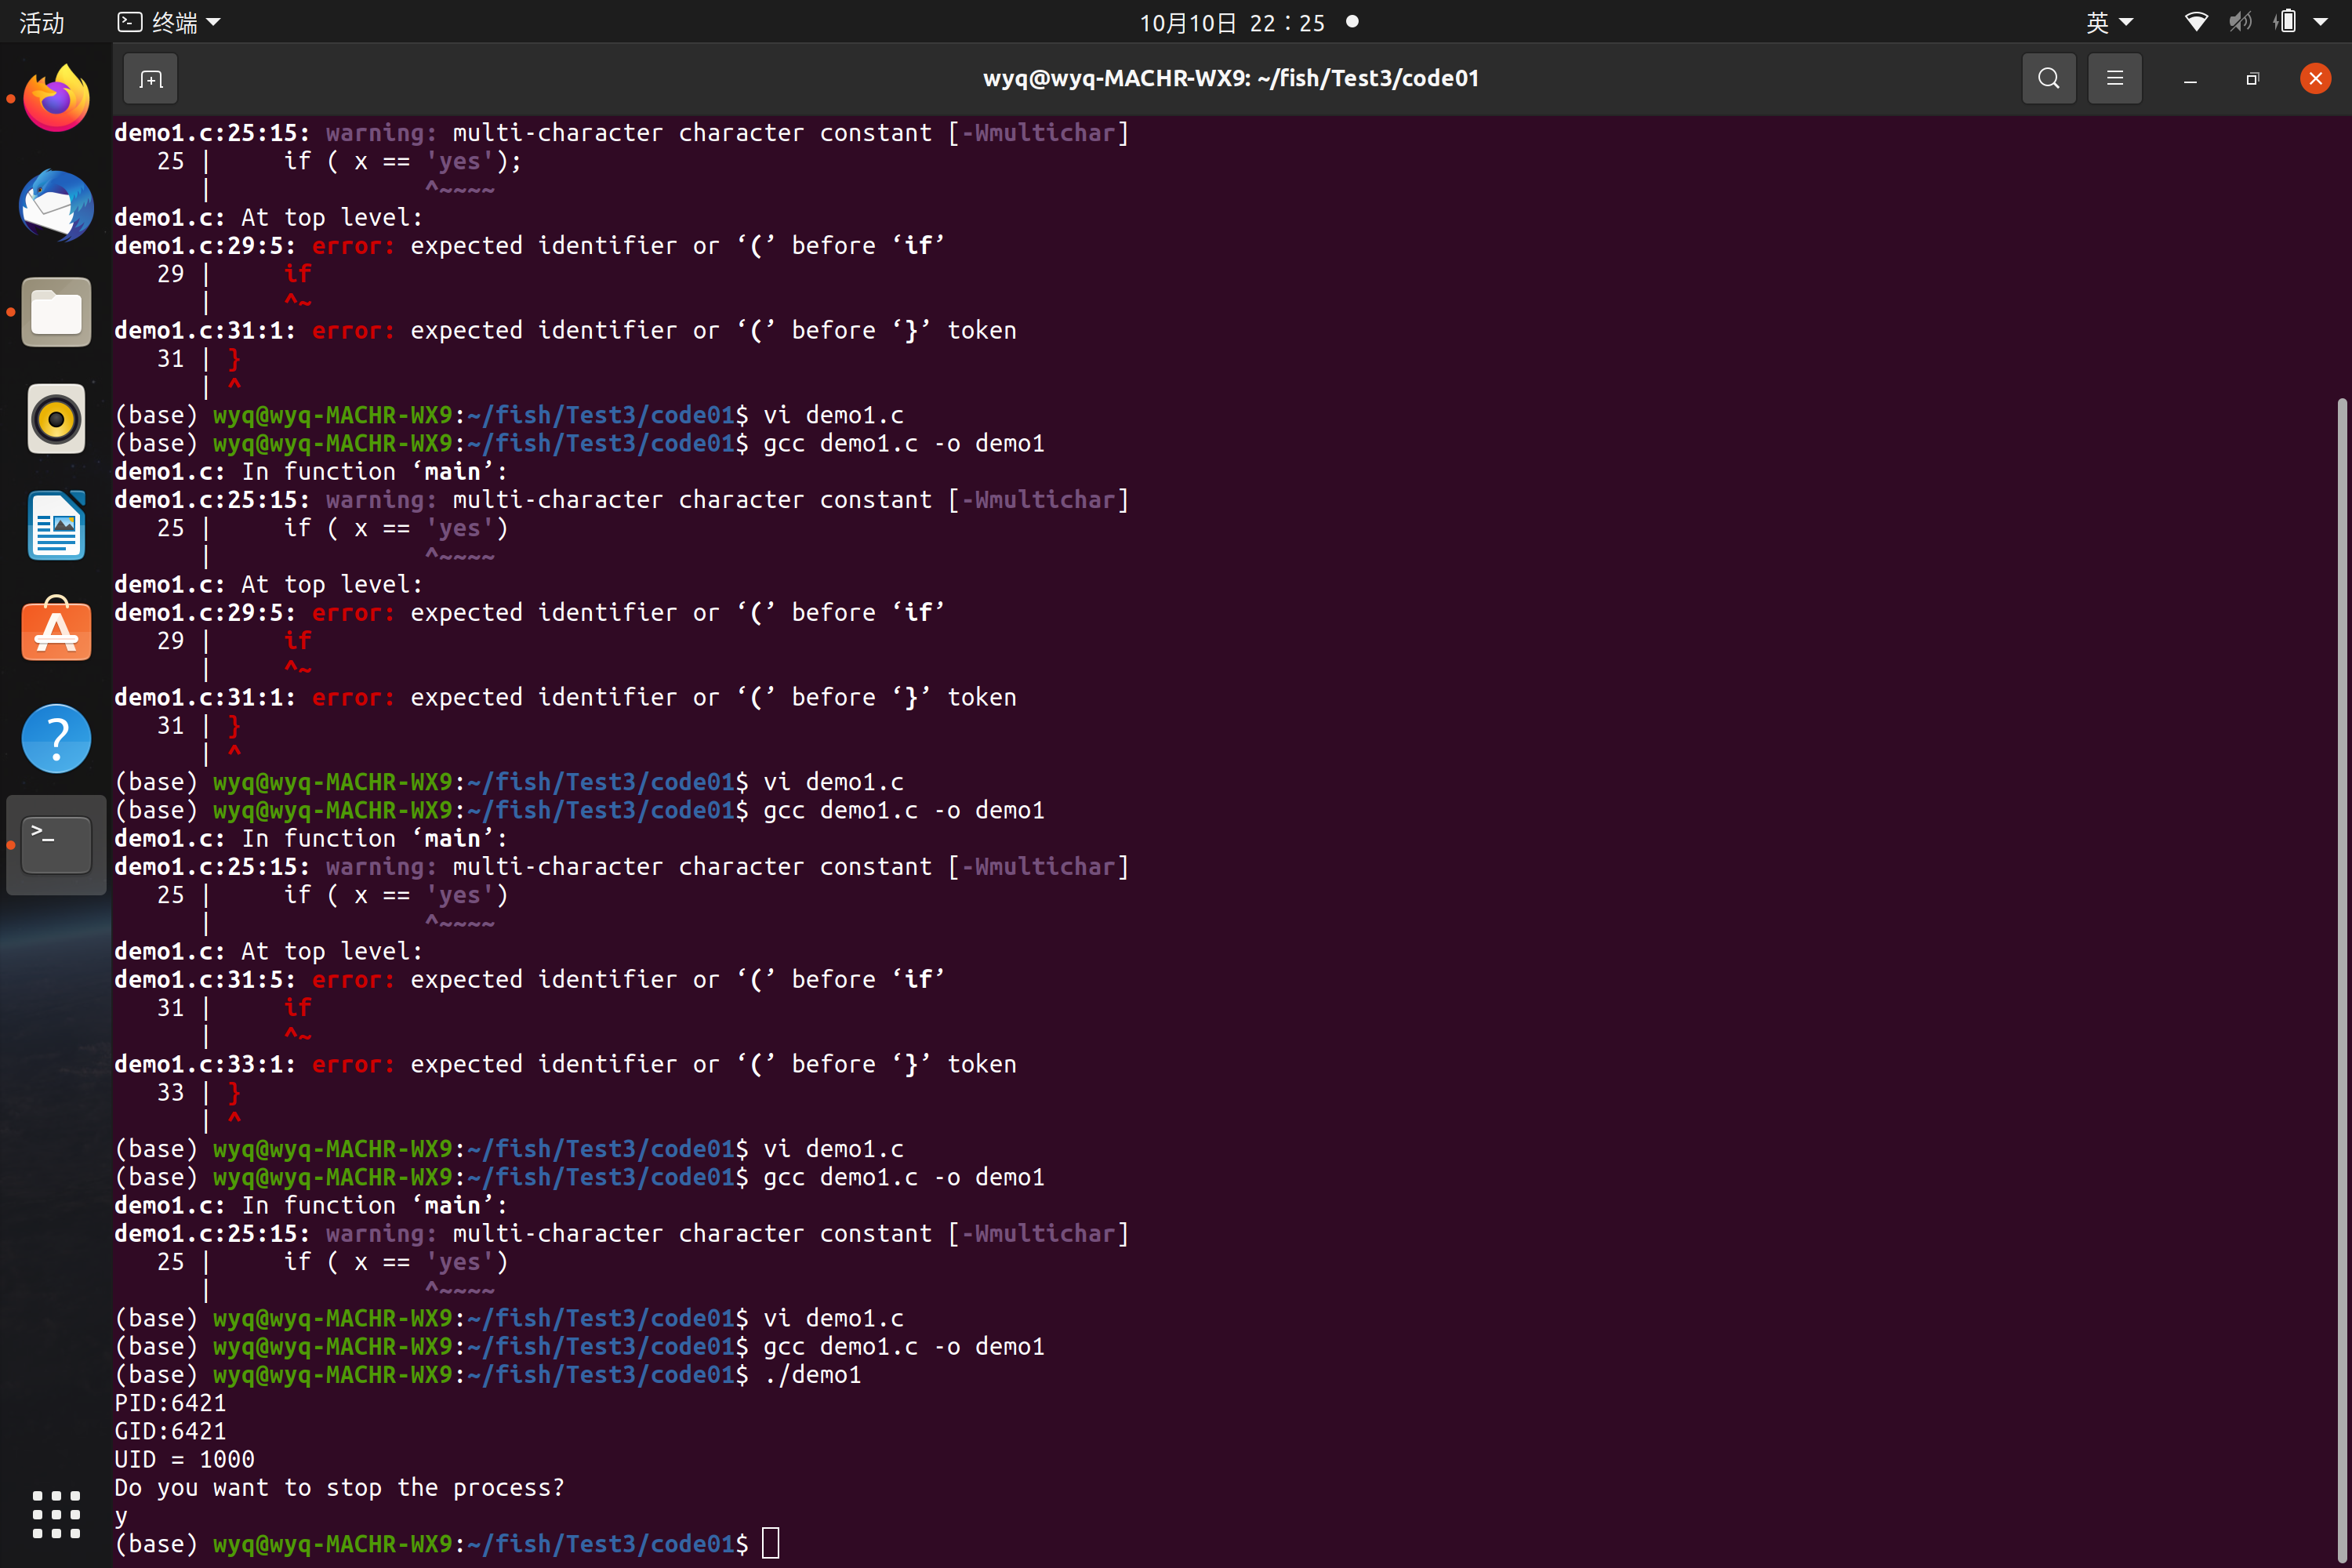 活动
终端
10月10日 22：25
英
wyq@wyq-MACHR-WX9: ~/fish/Test3/code01
demo1.c:25:15: warning: multi-character character constant [-Wmultichar]
   25 |     if ( x == 'yes');
      |               ^~~~~
demo1.c: At top level:
demo1.c:29:5: error: expected identifier or ‘(’ before ‘if’
   29 |     if
      |     ^~
demo1.c:31:1: error: expected identifier or ‘(’ before ‘}’ token
   31 | }
      | ^
(base) wyq@wyq-MACHR-WX9:~/fish/Test3/code01$ vi demo1.c
(base) wyq@wyq-MACHR-WX9:~/fish/Test3/code01$ gcc demo1.c -o demo1
demo1.c: In function ‘main’:
demo1.c:25:15: warning: multi-character character constant [-Wmultichar]
   25 |     if ( x == 'yes')
      |               ^~~~~
demo1.c: At top level:
demo1.c:29:5: error: expected identifier or ‘(’ before ‘if’
   29 |     if
      |     ^~
demo1.c:31:1: error: expected identifier or ‘(’ before ‘}’ token
   31 | }
      | ^
(base) wyq@wyq-MACHR-WX9:~/fish/Test3/code01$ vi demo1.c
(base) wyq@wyq-MACHR-WX9:~/fish/Test3/code01$ gcc demo1.c -o demo1
demo1.c: In function ‘main’:
demo1.c:25:15: warning: multi-character character constant [-Wmultichar]
   25 |     if ( x == 'yes')
      |               ^~~~~
demo1.c: At top level:
demo1.c:31:5: error: expected identifier or ‘(’ before ‘if’
   31 |     if
      |     ^~
demo1.c:33:1: error: expected identifier or ‘(’ before ‘}’ token
   33 | }
      | ^
(base) wyq@wyq-MACHR-WX9:~/fish/Test3/code01$ vi demo1.c
(base) wyq@wyq-MACHR-WX9:~/fish/Test3/code01$ gcc demo1.c -o demo1
demo1.c: In function ‘main’:
demo1.c:25:15: warning: multi-character character constant [-Wmultichar]
   25 |     if ( x == 'yes')
      |               ^~~~~
(base) wyq@wyq-MACHR-WX9:~/fish/Test3/code01$ vi demo1.c
(base) wyq@wyq-MACHR-WX9:~/fish/Test3/code01$ gcc demo1.c -o demo1
(base) wyq@wyq-MACHR-WX9:~/fish/Test3/code01$ ./demo1
PID:6421
GID:6421
UID = 1000
Do you want to stop the process?
y
(base) wyq@wyq-MACHR-WX9:~/fish/Test3/code01$